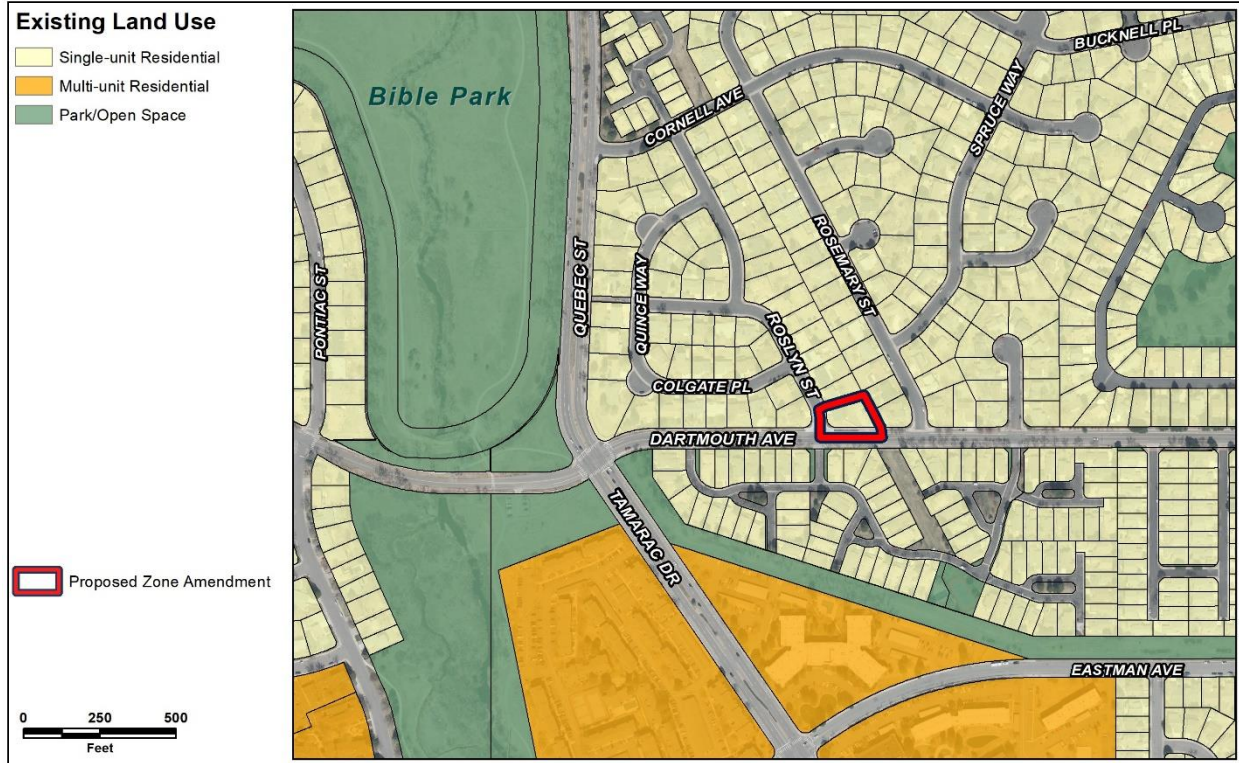 Existing Land Use
Single-unit Residential
Multi-unit Residential
Park/Open Space
Proposed Zone Amendment
0 250 500
Feet
Bible Park
BUCKNELL PL
CORNELL AVE
SPRUCE WAY
PONTIAC ST
QUEBEC ST
QUINCE WAY
ROSEMARY ST
ROSLYN ST
COLGATE PL
DARTMOUTH AVE
TAMARAC DR
EASTMAN AVE